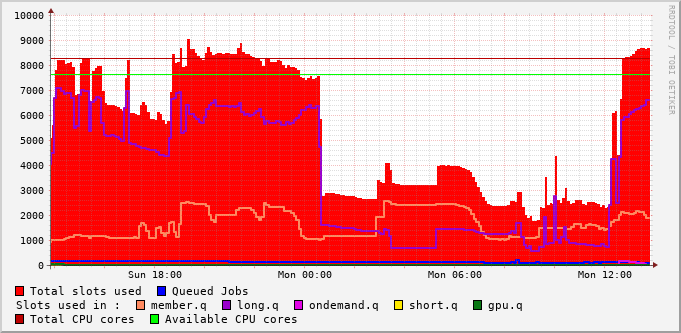 10000
9000
8000
7000
6000
5000
4000
3000
2000
1000
0
Sun 18:00 Mon 00:00 Mon 06:00 Mon 12:00
RRDTOOL / TOBI OETIKER
Total slots used Queued Jobs
Slots used in : member.q long.q ondemand.q short.q gpu.q
Total CPU cores Available CPU cores